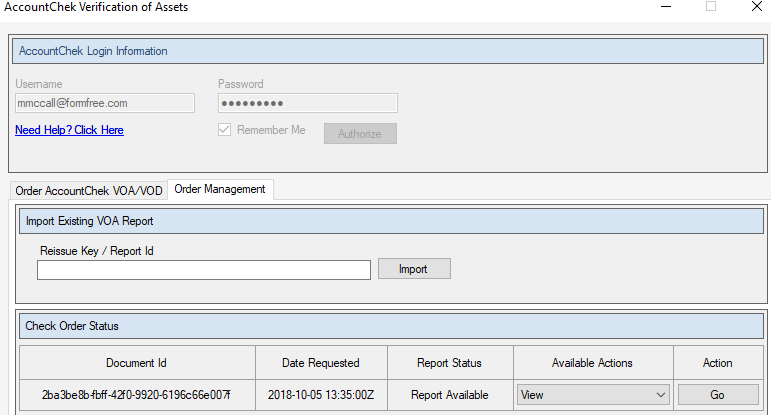 AccountChek Verification of Assets
AccountChek Login Information
Username Password
mmccall@formfree.com ●●●●●●●●●
Need Help? Click Here Remember Me Authorize
Order AccountChek VOA/VOD Order Management
Import Existing VOA Report
Reissue Key / Report Id
Import
Check Order Status
Document Id Date Requested Report Status Available Actions Action
2ba3be8b-fbff-42f0-9920-6196c66e007f 2018-10-05 13:35:00Z Report Available View Go